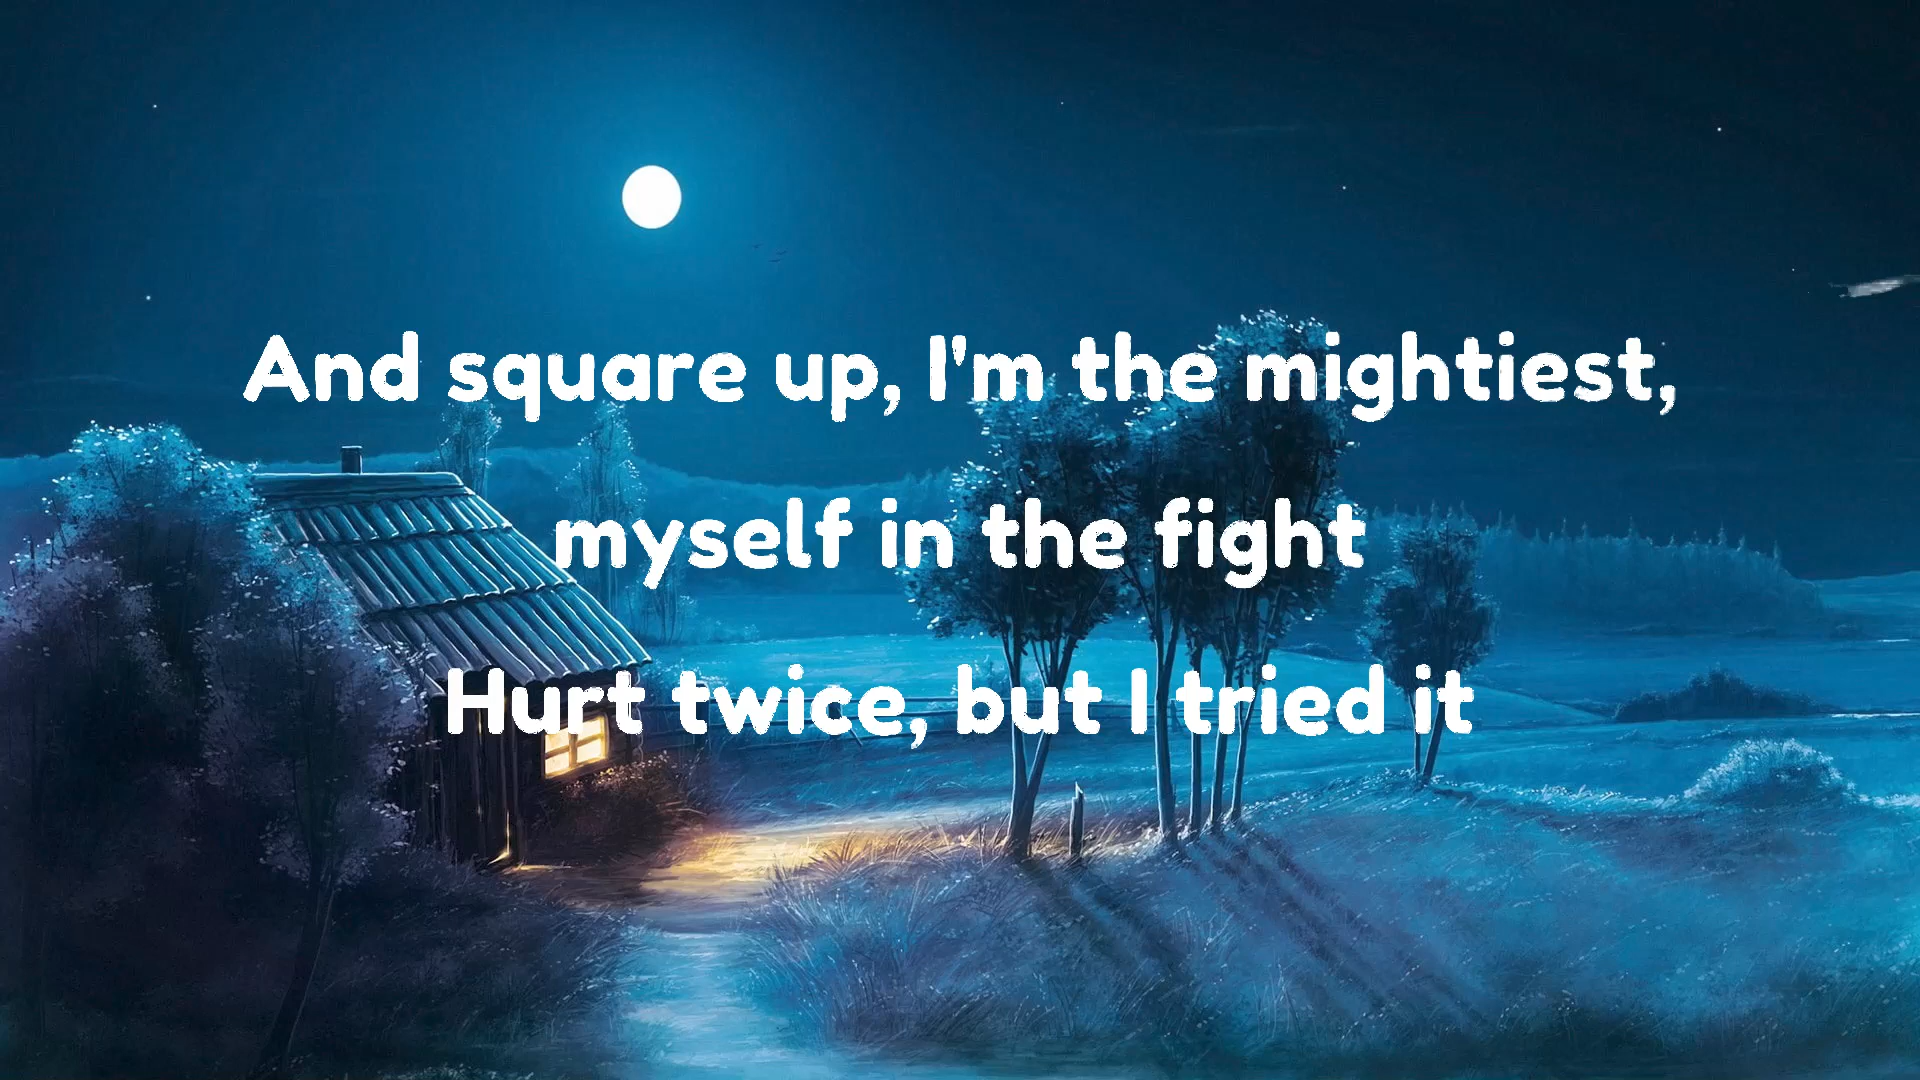 And square up, I'm the mightiest,
myself in the fight
Hurt twice, but I tried it